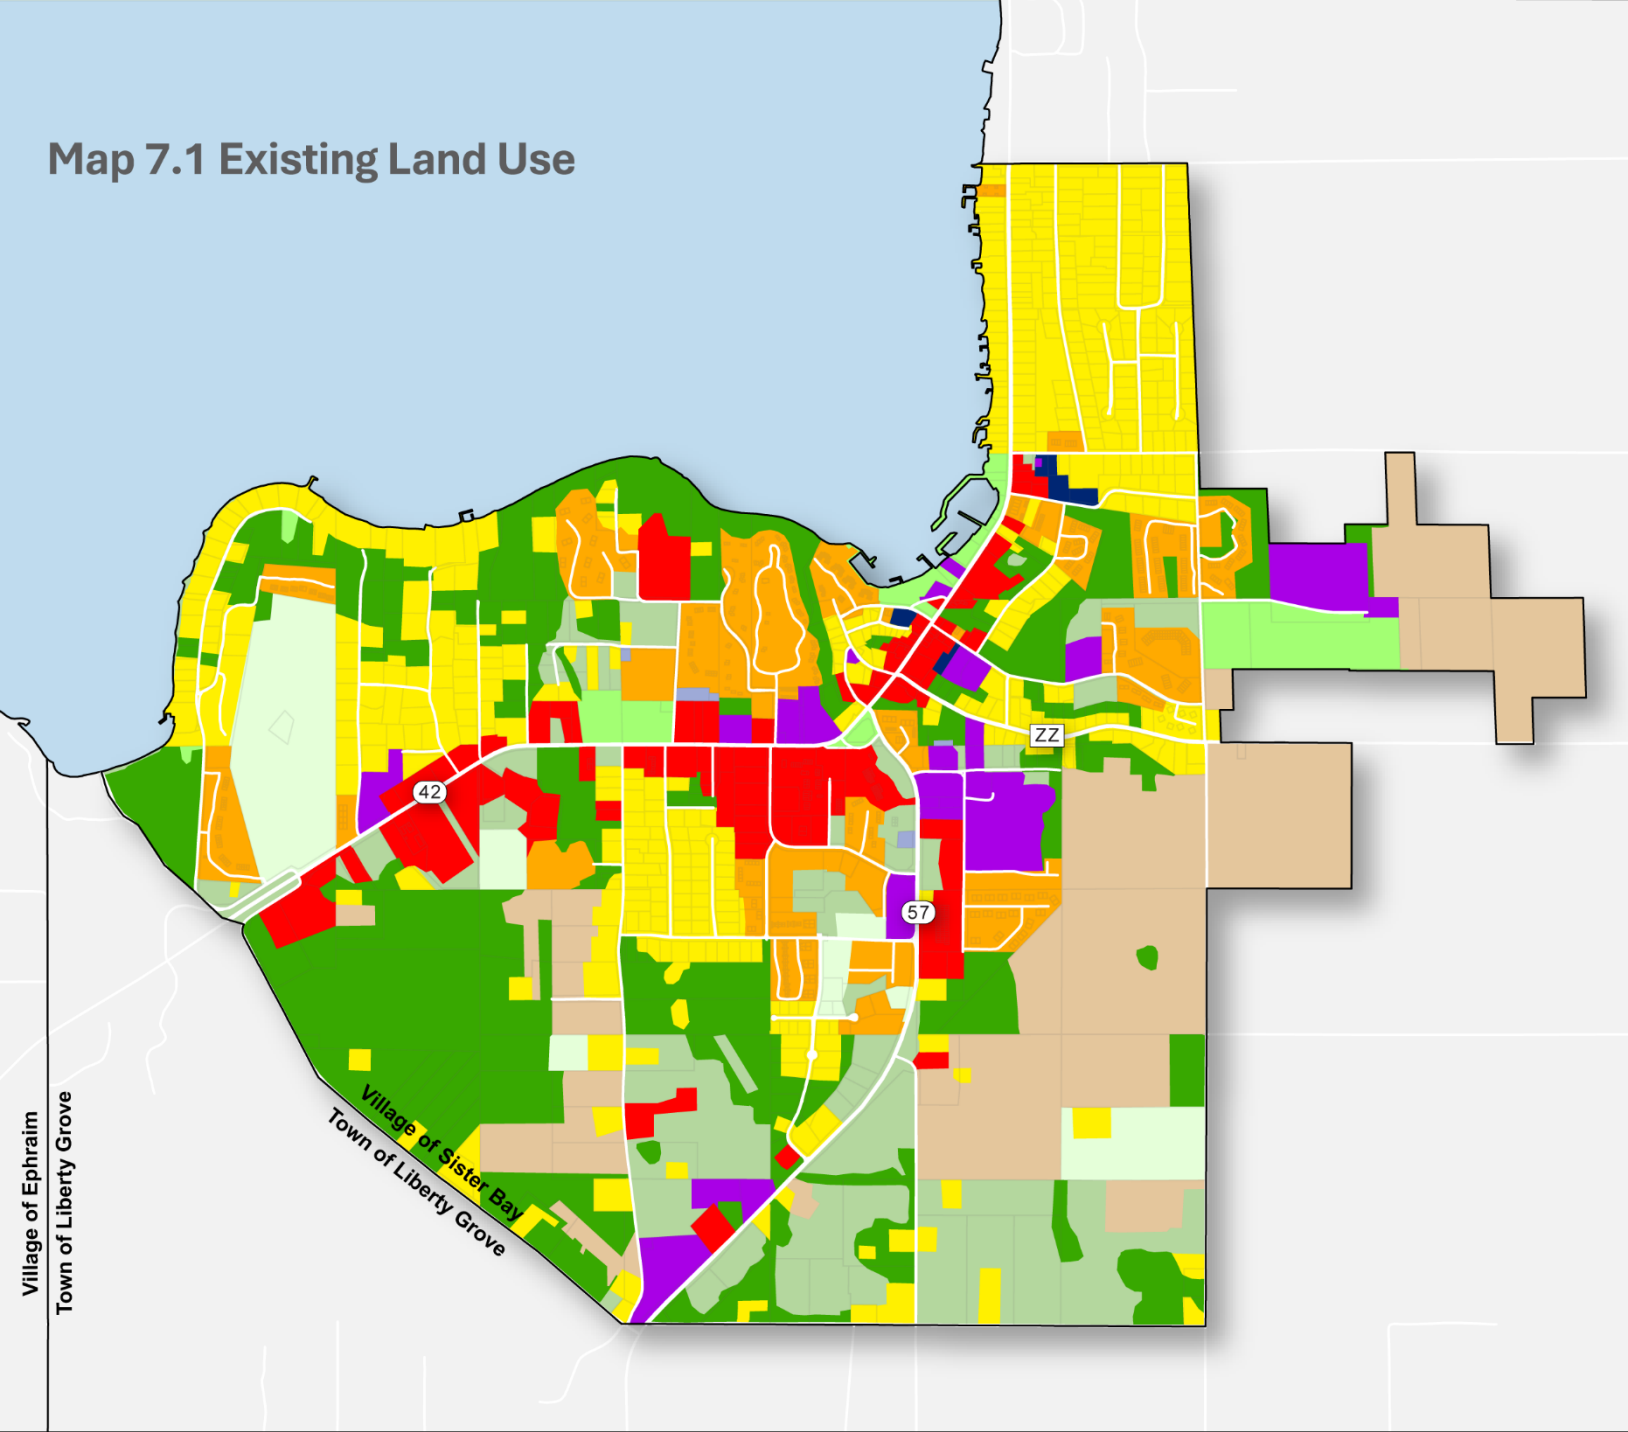 Map 7.1 Existing Land Use
ZZ
42
57
Village of Sister Bay
Town of Liberty Grove
Village of Ephraim
Town of Liberty Grove